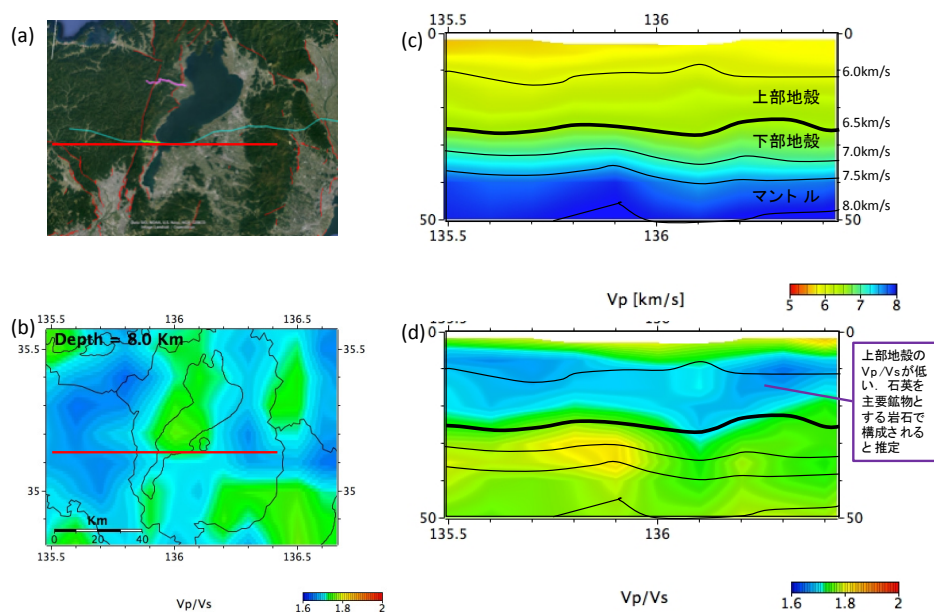 (a)
(c)
135.5
136
0
50
0
50
6.0km/s
上部地殻
6.5km/s
下部地殻
7.0km/s
7.5km/s
マントル
8.0km/s
135.5
136
Vp [km/s]
5
6
7
8
(b)
135.5
136
136.5
Depth = 8.0 Km
35.5
35
35.5
35
Km
0
20
40
135.5
136
136.5
Vp/Vs
1.6
1.8
2
(d)
135.5
136
0
50
0
50
上部地殻の
Vp/Vsが低
い．石英を
主要鉱物と
する岩石で
構成される
と推定
135.5
136
Vp/Vs
1.6
1.8
2